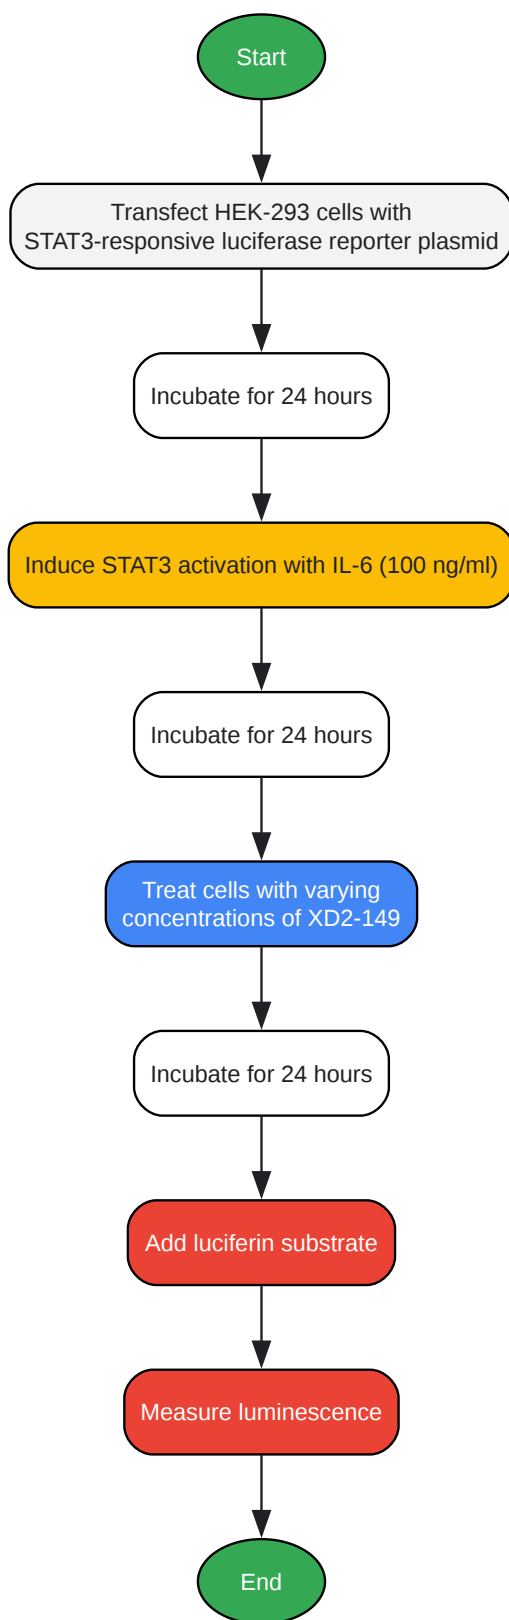 Start
Transfect HEK-293 cells with
STAT3-responsive luciferase reporter plasmid
Incubate for 24 hours
Induce STAT3 activation with IL-6 (100 ng/ml)
Incubate for 24 hours
Treat cells with varying
concentrations of XD2-149
Incubate for 24 hours
Add luciferin substrate
Measure luminescence
End